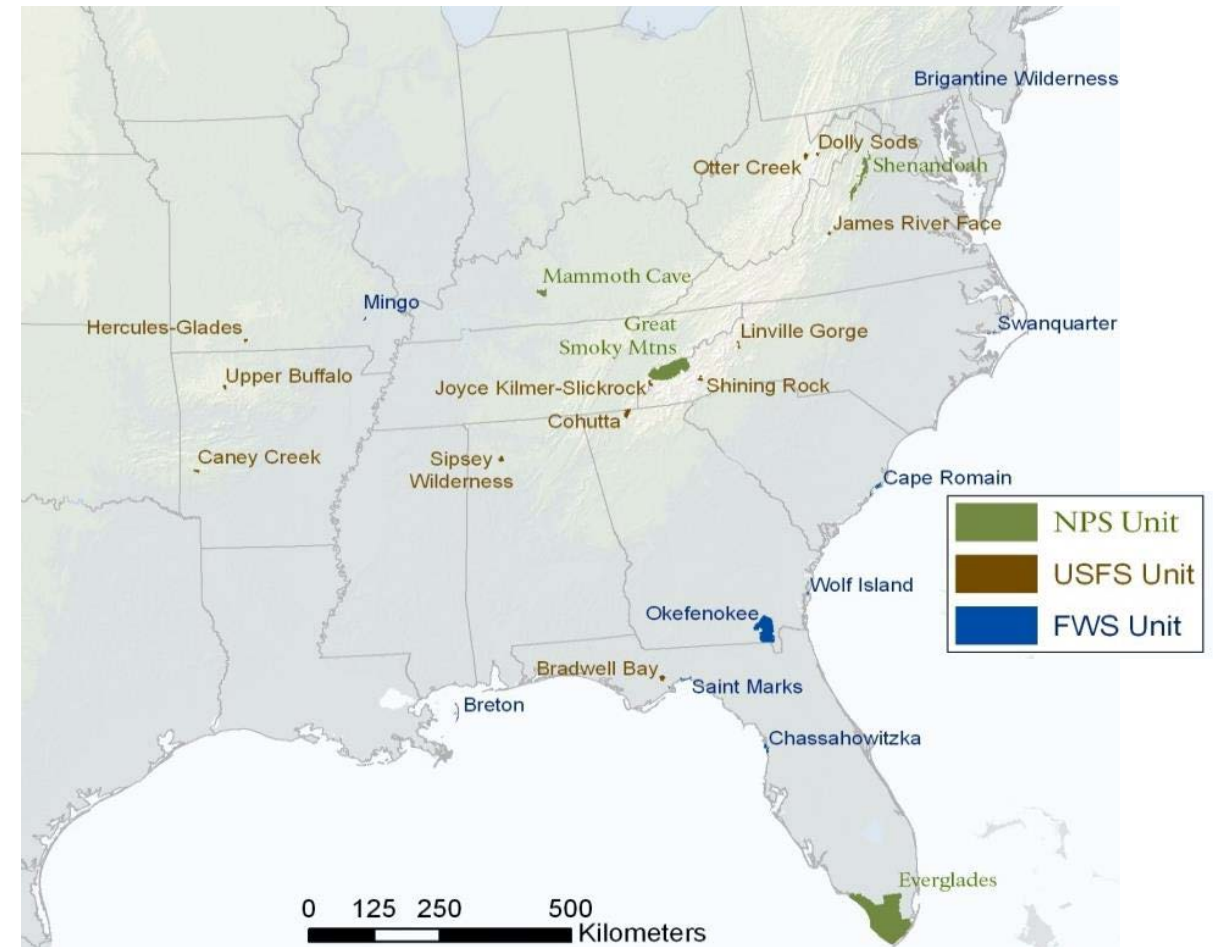 Brigantine Wilderness
Dolly Sods
Otter Creek
Shenandoah
James River Face
Mammoth Cave
Mingo
Hercules-Glades
Great
Smoky Mtns
Linville Gorge
Swanquarter
Upper Buffalo
Joyce Kilmer-Slickrock
Shining Rock
Cohutta
Caney Creek
Sipsey
Wilderness
Cape Romain
NPS Unit
USFS Unit
FWS Unit
Wolf Island
Okefenokee
Bradwell Bay
Saint Marks
Breton
Chassahowitzka
Everglades
0 125 250 500
Kilometers